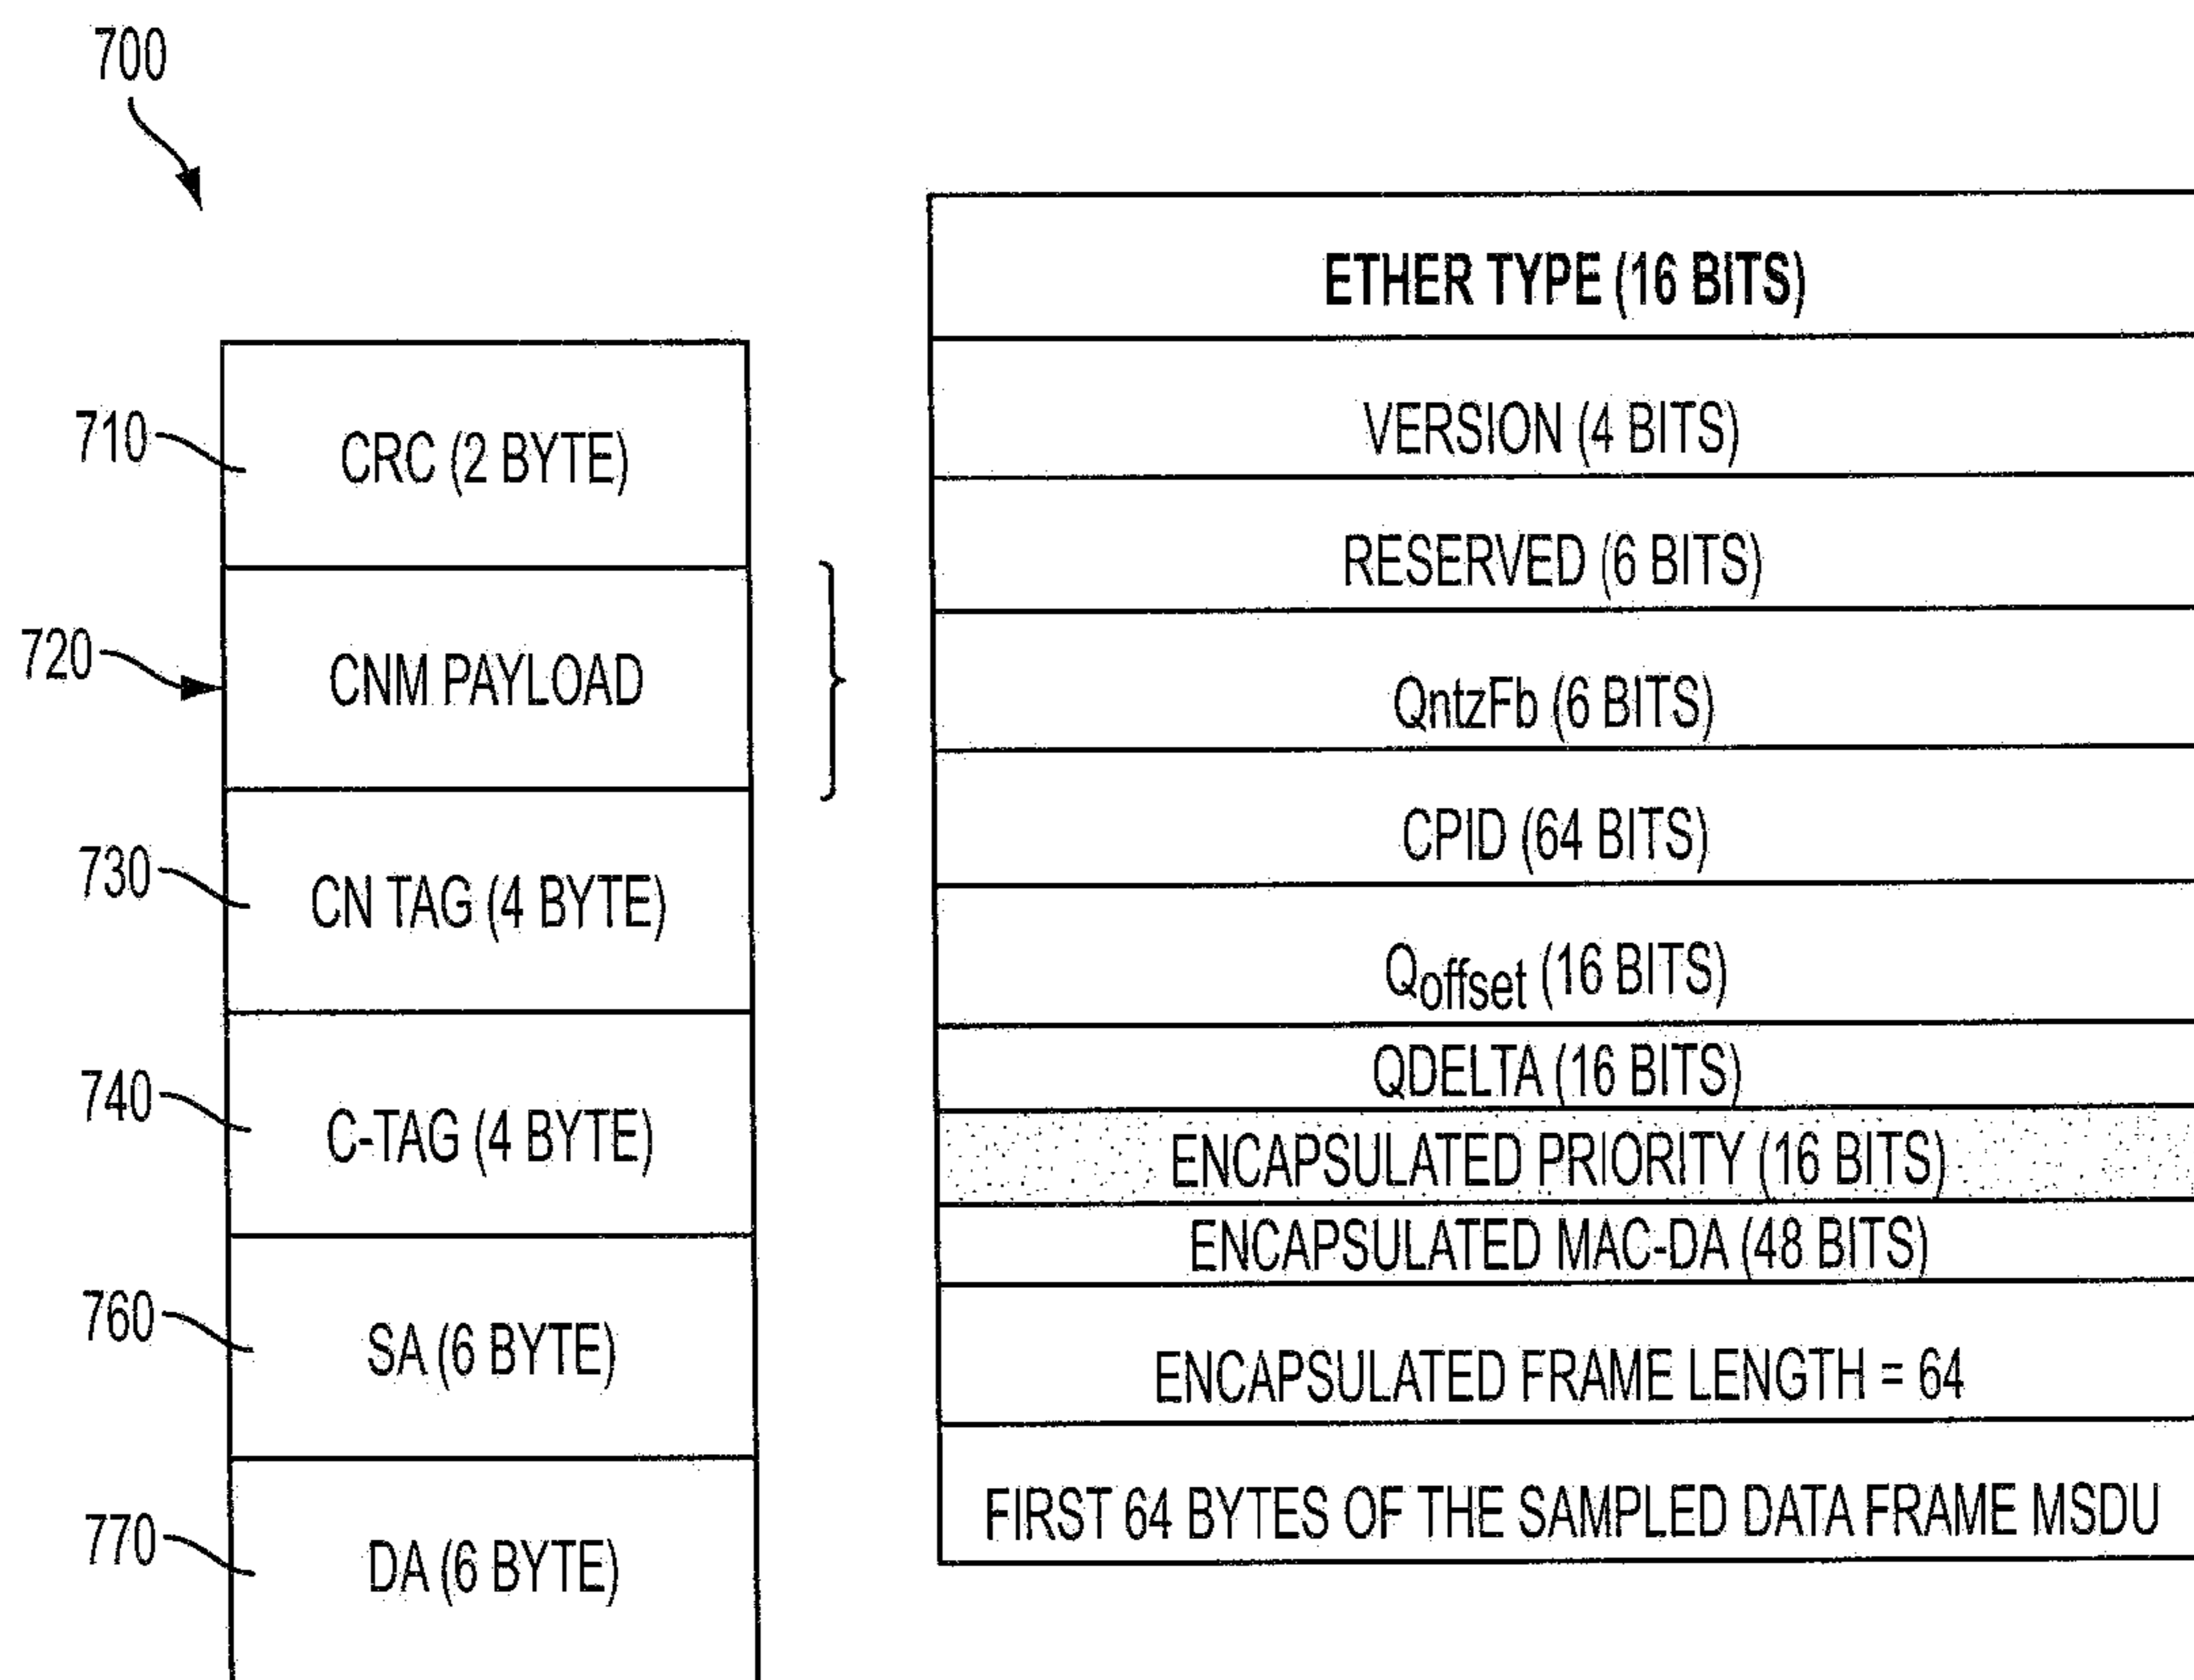 700
710
CRC (2 BYTE)
720
CNM PAYLOAD
730
CN TAG (4 BYTE)
740
C-TAG (4 BYTE)
760
SA (6 BYTE)
770
DA (6 BYTE)
ETHER TYPE (16 BITS)
VERSION (4 BITS)
RESERVED (6 BITS)
QntzFb (6 BITS)
CPID (64 BITS)
Qoffset (16 BITS)
QDELTA (16 BITS)
ENCAPSULATED PRIORITY (16 BITS)
ENCAPSULATED MAC-DA (48 BITS)
ENCAPSULATED FRAME LENGTH = 64
FIRST 64 BYTES OF THE SAMPLED DATA FRAME MSDU